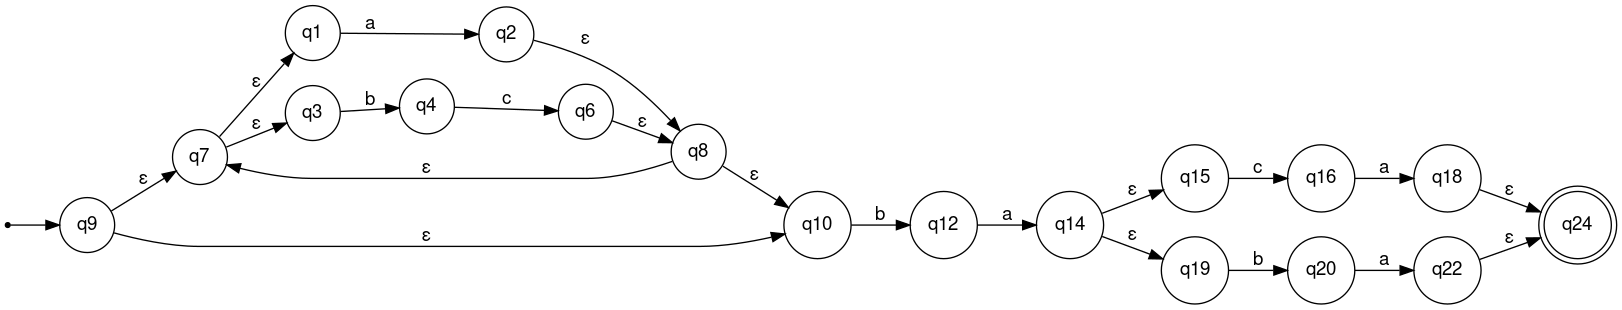 q1 a q2 ε
ε q3 b q4 c q6 ε
ε q7 q8
ε ε ε
q9 ε q10 b q12 a q14
ε q15 c q16 a q18 ε
ε q19 b q20 a q22 ε
q24